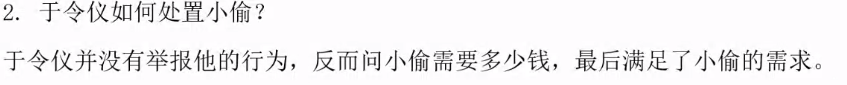 2. 于令仪如何处置小偷？
于令仪并没有举报他的行为，反而问小偷需要多少钱，最后满足了小偷的需求。